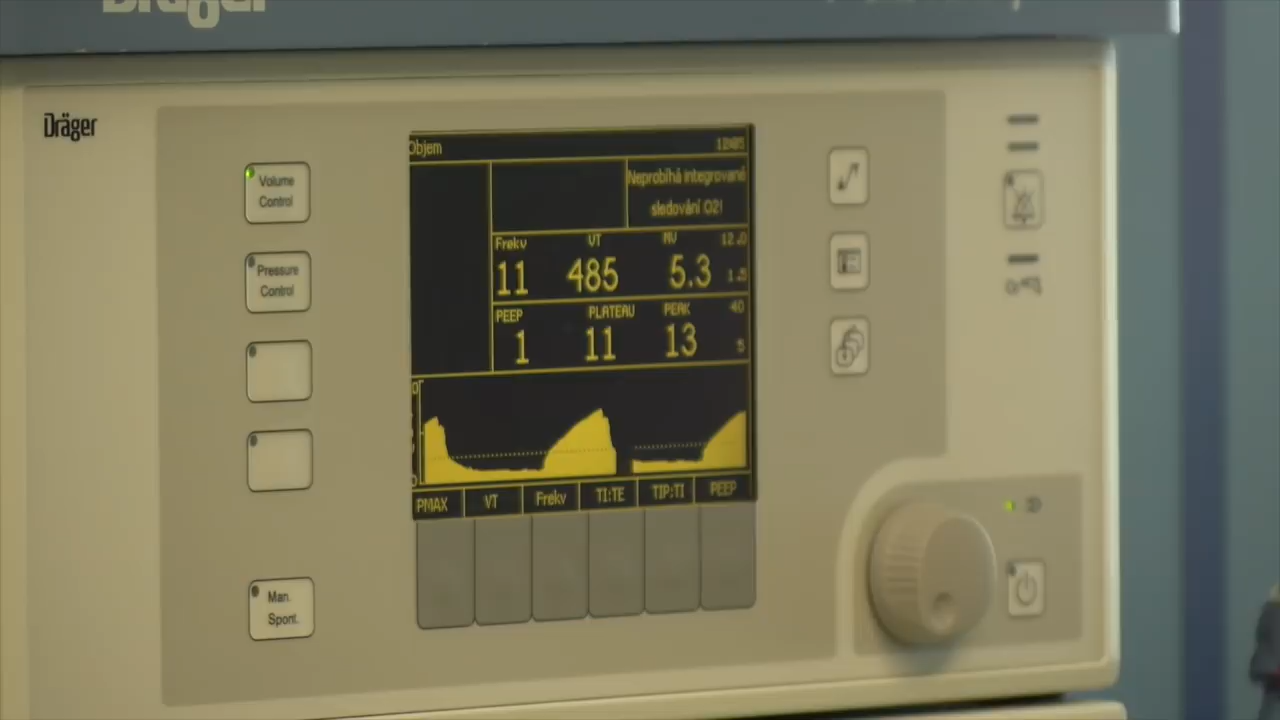 Dräger
Dräger
Volume
Control
Pressure
Control
Man.
Spont.
Objem
Neprobíhá integrované
sledování O2!
Frekv VT MV 12.0
11 485 5.3 1.5
PEEP PLATEAU PEAK 40
1 11 13 5
PMAX VT Frekv TI:TE TIP:TI PEEP